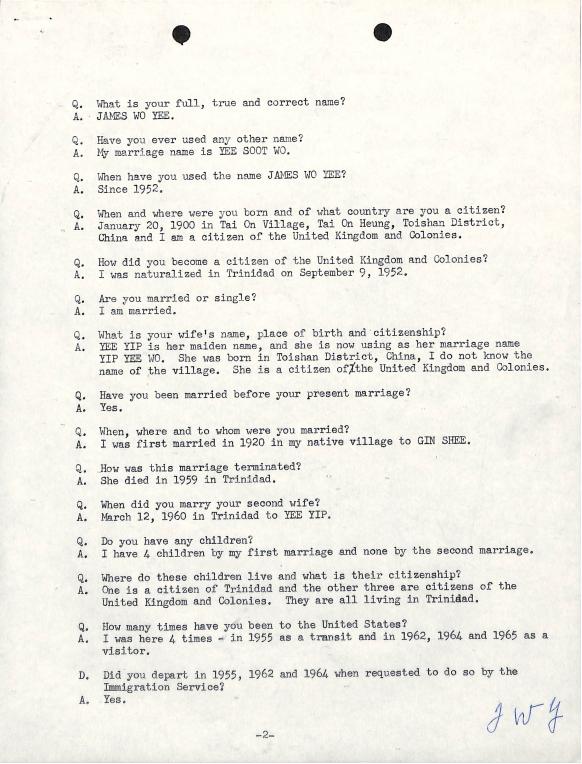 Q. What is your full, true and correct name?
A. JAMES WO YEE.
Q. Have you ever used any other name?
A. My marriage name is YEE SOOT WO.
Q. When have you used the name JAMES WO YEE?
A. Since 1952.
Q. When and where were you born and of what country are you a citizen?
A. January 20, 1900 in Tai On Village, Tai On Heung, Toishan District,
China and I am a citizen of the United Kingdom and Colonies.
Q. How did you become a citizen of the United Kingdom and Colonies?
A. I was naturalized in Trinidad on September 9, 1952.
Q. Are you married or single?
A. I am married.
Q. What is your wife's name, place of birth and citizenship?
A. YEE YIP is her maiden name, and she is now using as her marriage name
YIP YEE WO. She was born in Toishan District, China, I do not know the
name of the village. She is a citizen of/the United Kingdom and Colonies.
Q. Have you been married before your present marriage?
A. Yes.
Q. When, where and to whom were you married?
A. I was first married in 1920 in my native village to GIN SHEE.
Q. How was this marriage terminated?
A. She died in 1959 in Trinidad.
Q. When did you marry your second wife?
A. March 12, 1960 in Trinidad to YEE YIP.
Q. Do you have any children?
A. I have 4 children by my first marriage and none by the second marriage.
Q. Where do these children live and what is their citizenship?
A. One is a citizen of Trinidad and the other three are citizens of the
United Kingdom and Colonies. They are all living in Trinidad.
Q. How many times have you been to the United States?
A. I was here 4 times - in 1955 as a transit and in 1962, 1964 and 1965 as a
visitor.
D. Did you depart in 1955, 1962 and 1964 when requested to do so by the
Immigration Service?
A. Yes.
JWY
-2-